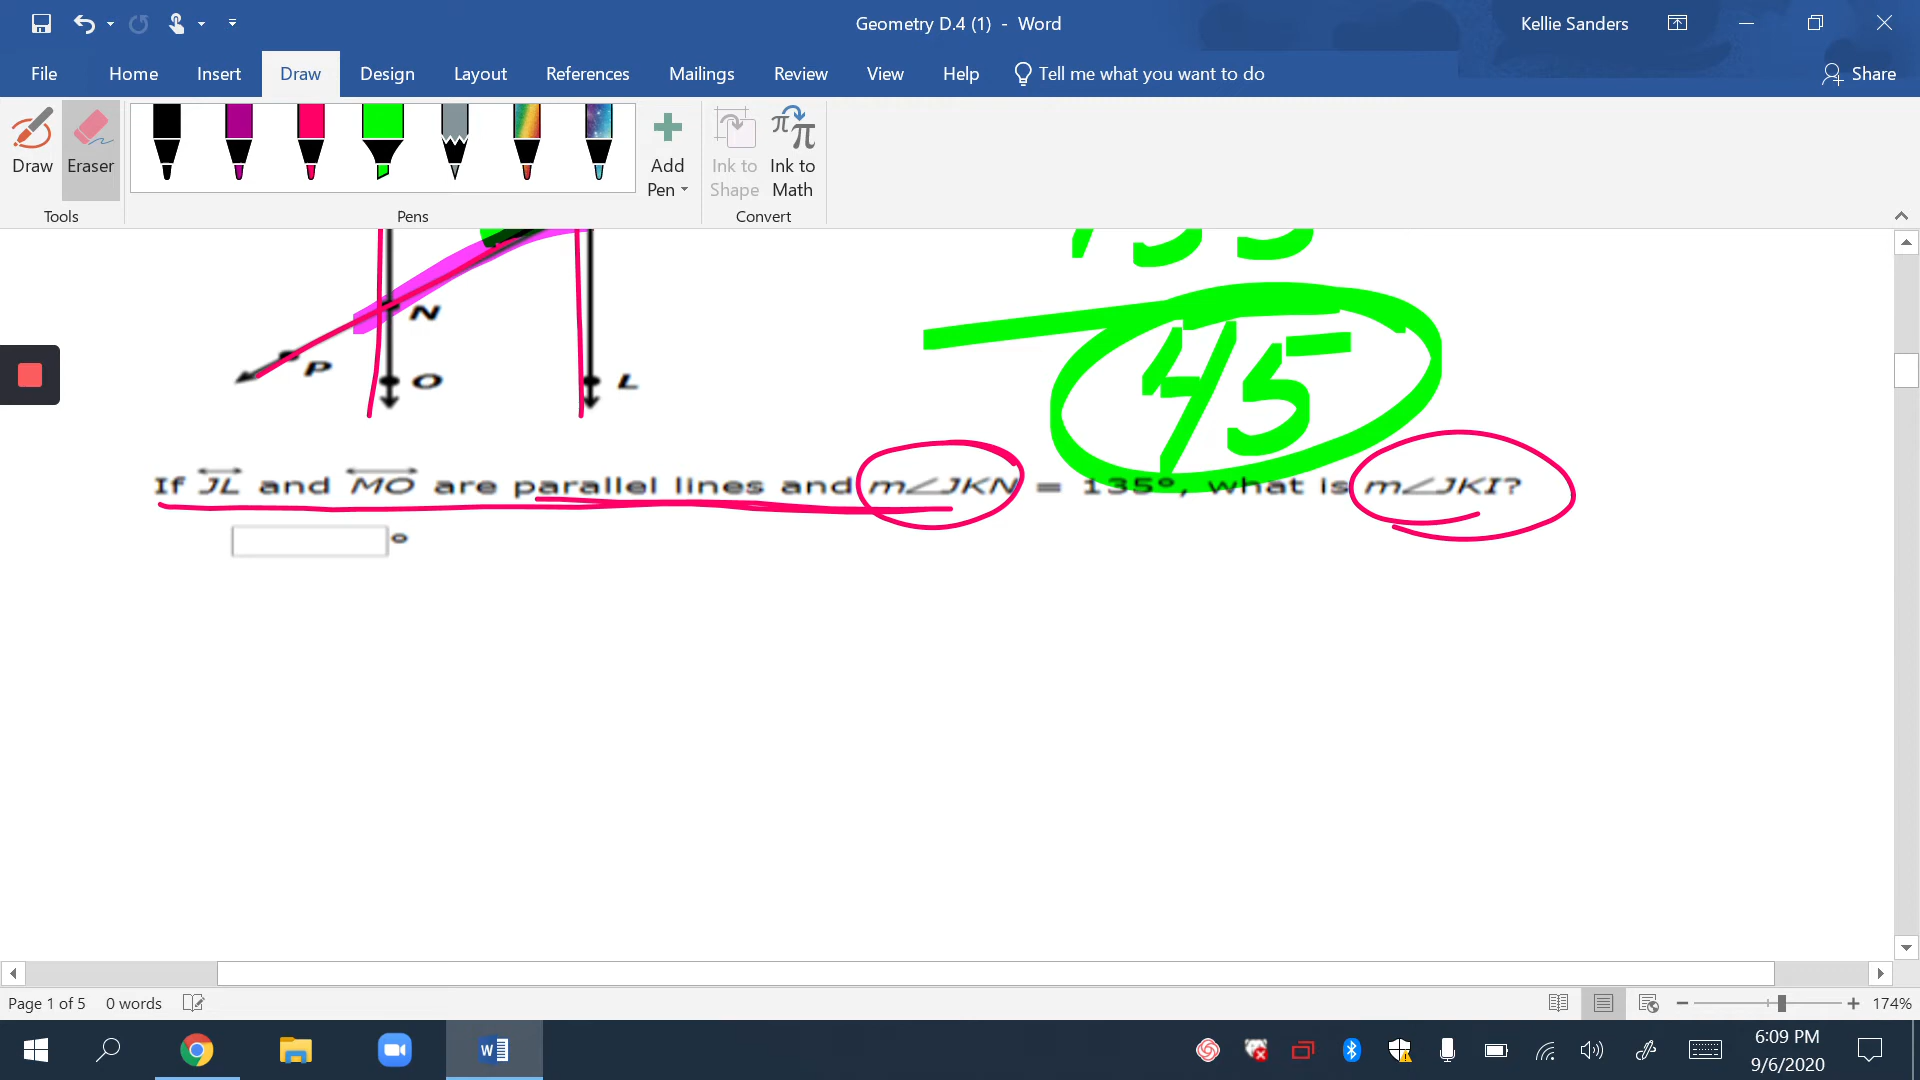 Geometry D.4 (1) - Word
Kellie Sanders
File Home Insert Draw Design Layout References Mailings Review View Help Tell me what you want to do Share
Draw Eraser Add Pen Ink to Shape Ink to Math
Tools Pens Convert
N
P O L
45
If JL and MO are parallel lines and m∠JKN = 135°, what is m∠JKI?
°
Page 1 of 5 0 words 174%
6:09 PM
9/6/2020